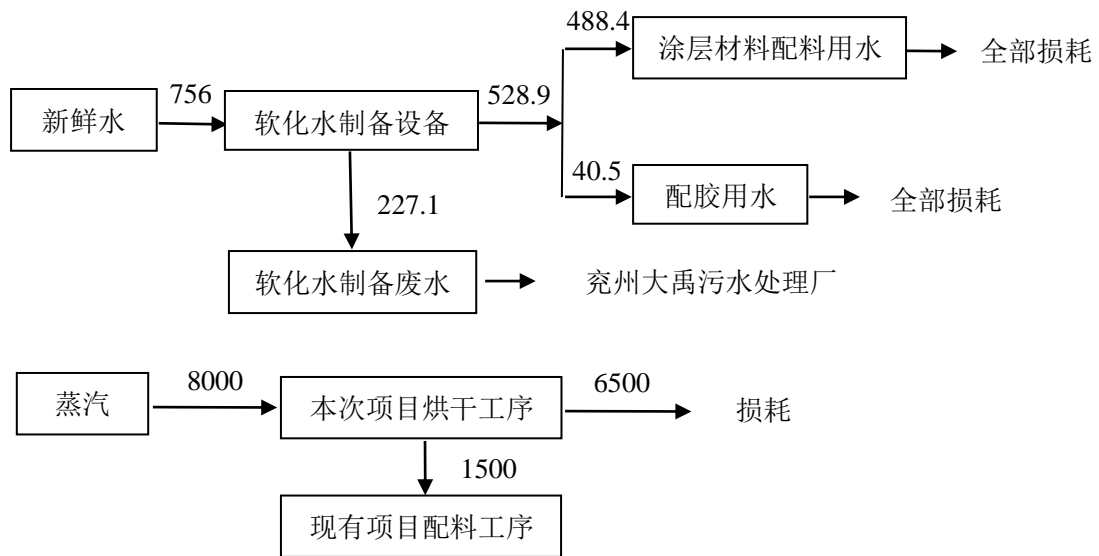 488.4
涂层材料配料用水
全部损耗
756
528.9
新鲜水
软化水制备设备
40.5
配胶用水
全部损耗
227.1
软化水制备废水
兖州大禹污水处理厂
8000
6500
蒸汽
本次项目烘干工序
损耗
1500
现有项目配料工序